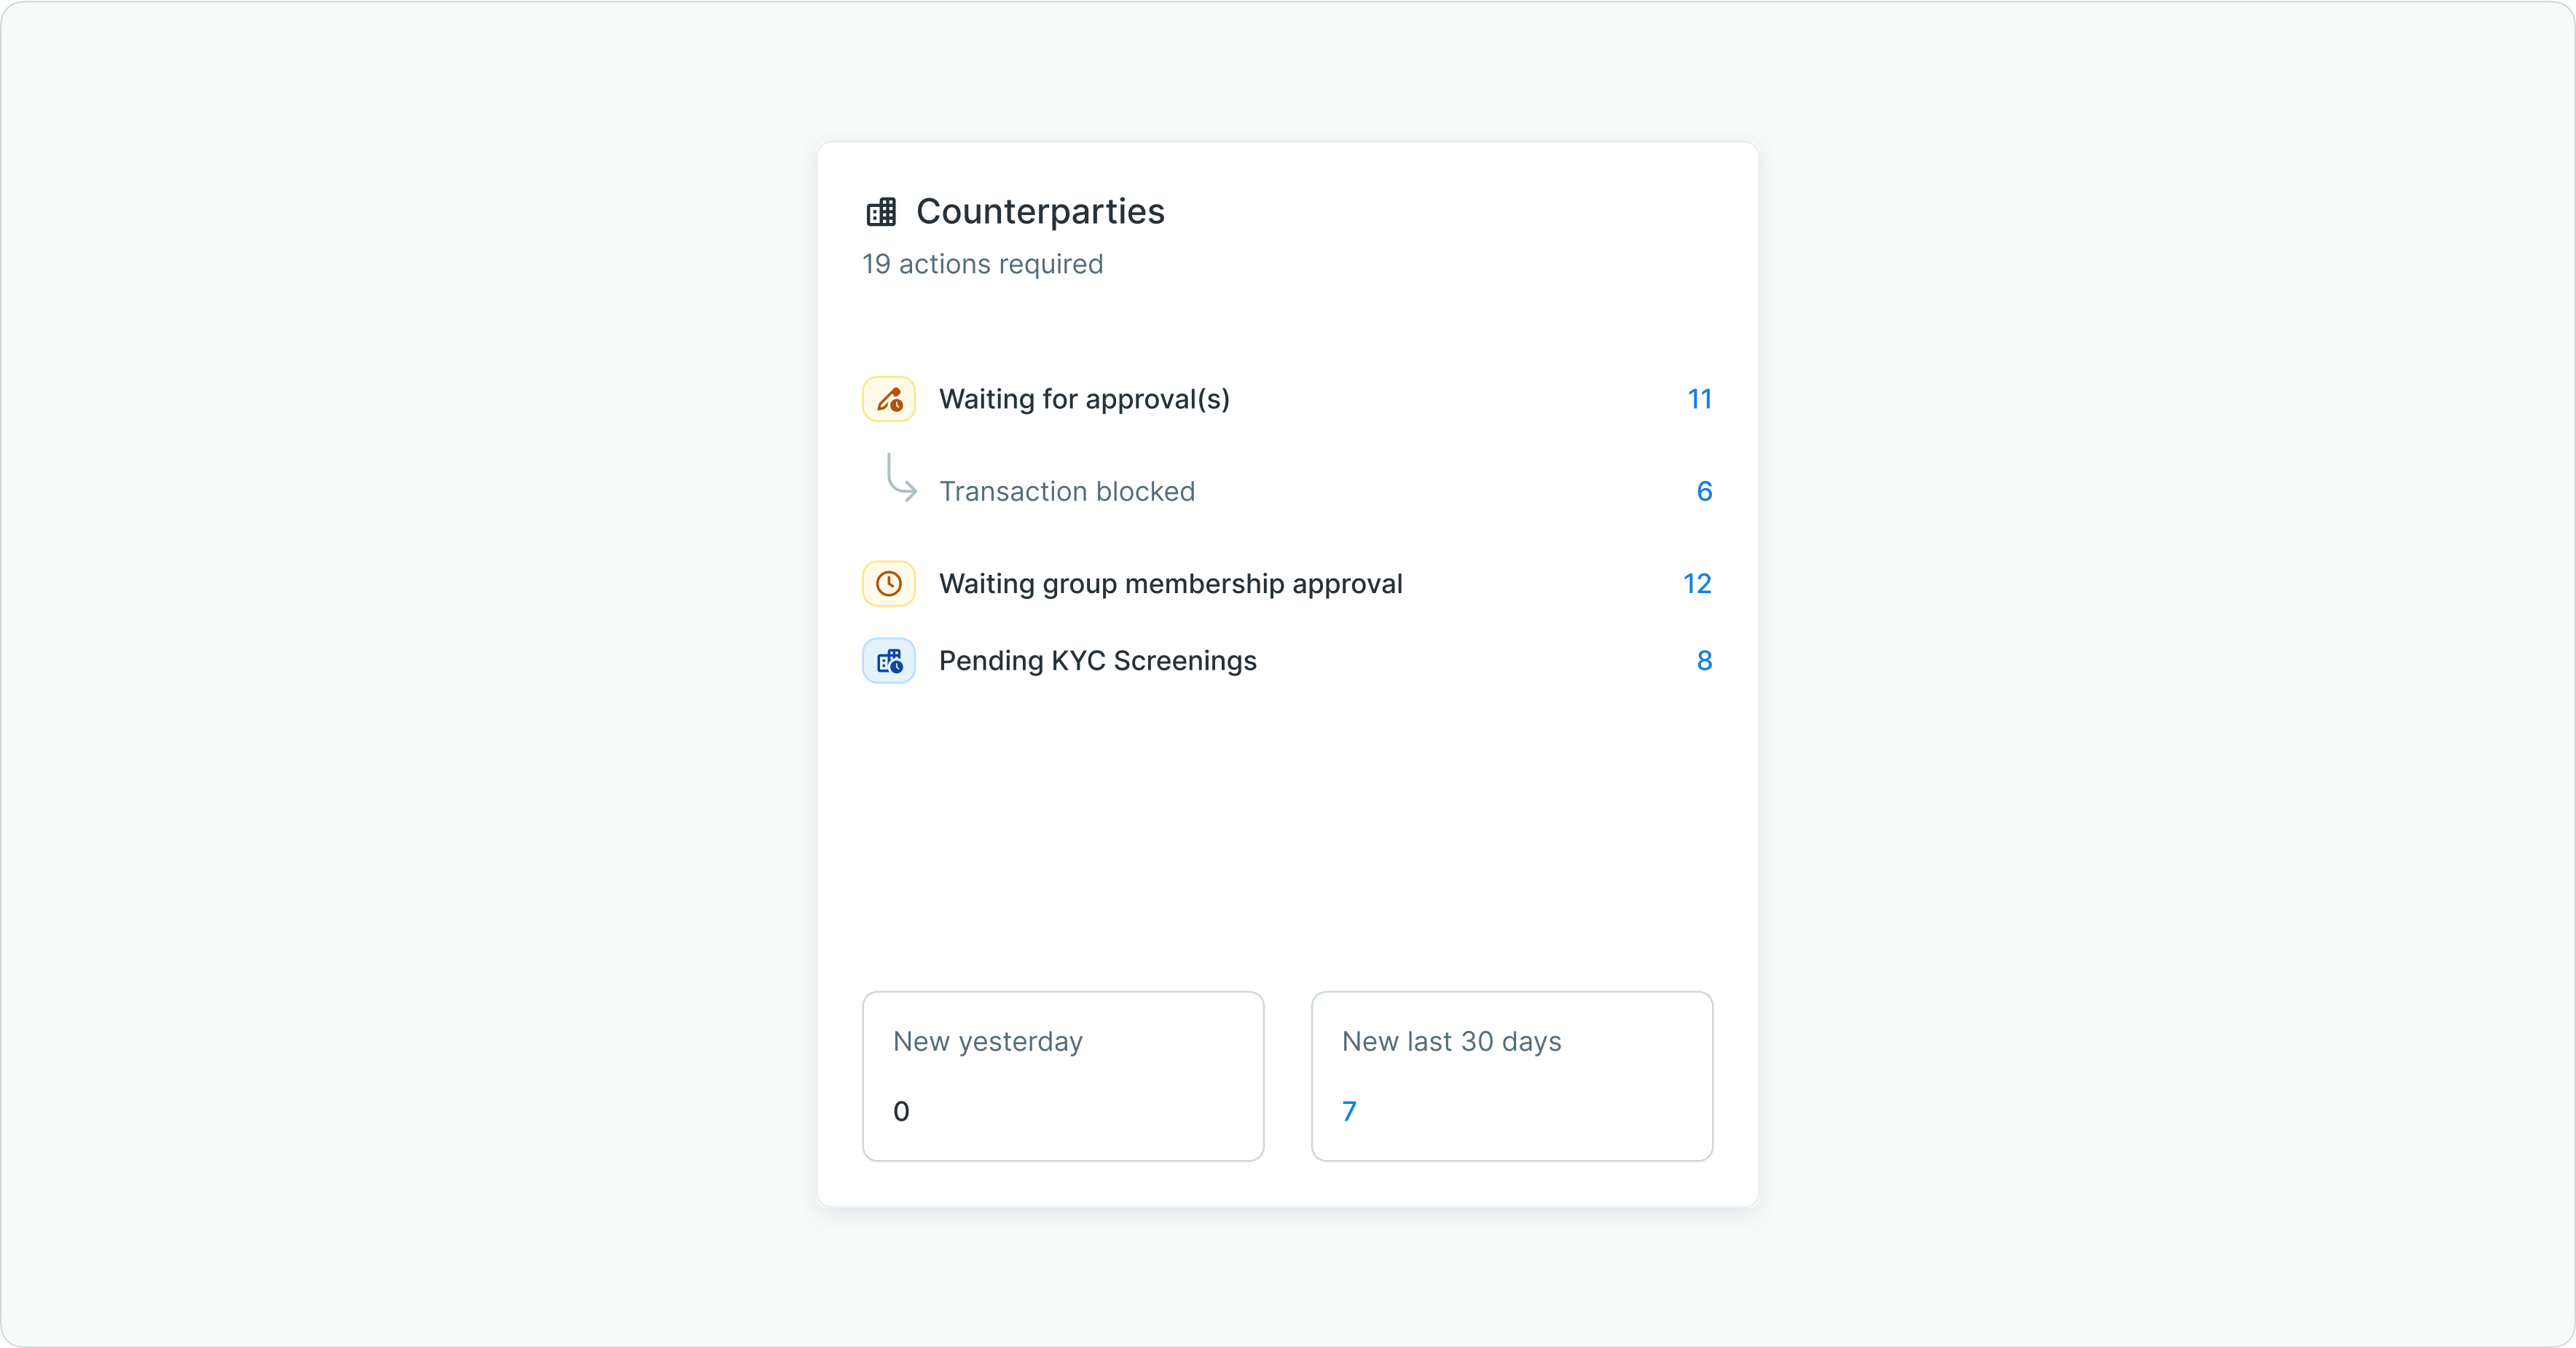 Counterparties
19 actions required
Waiting for approval(s) 11
Transaction blocked 6
Waiting group membership approval 12
Pending KYC Screenings 8
New yesterday
0
New last 30 days
7